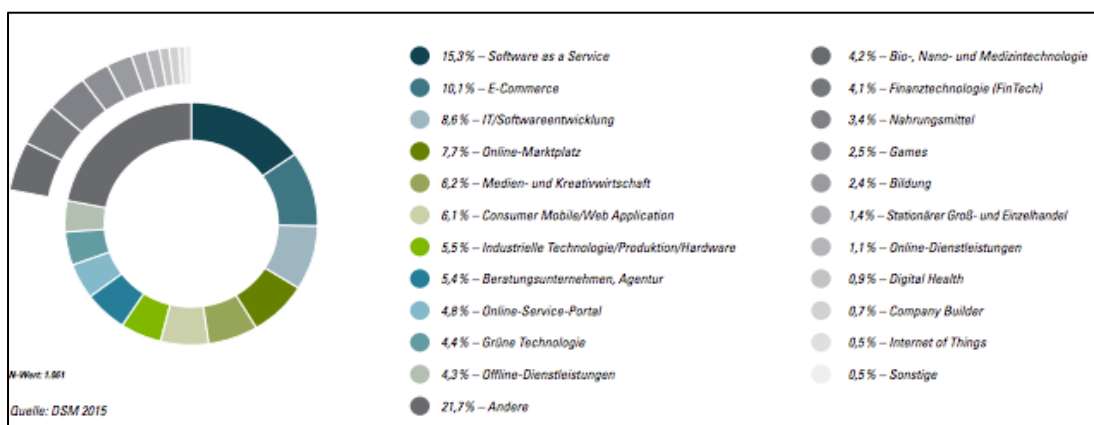 15,3% – Software as a Service
10,1% – E-Commerce
8,6% – IT/Softwareentwicklung
7,7% – Online-Marktplatz
6,2% – Medien- und Kreativwirtschaft
6,1% – Consumer Mobile/Web Application
5,5% – Industrielle Technologie/Produktion/Hardware
5,4% – Beratungsunternehmen, Agentur
4,8% – Online-Service-Portal
4,4% – Grüne Technologie
4,3% – Offline-Dienstleistungen
21,7% – Andere
4,2% – Bio-, Nano- und Medizintechnologie
4,1% – Finanztechnologie (FinTech)
3,4% – Nahrungsmittel
2,5% – Games
2,4% – Bildung
1,4% – Stationärer Groß- und Einzelhandel
1,1% – Online-Dienstleistungen
0,9% – Digital Health
0,7% – Company Builder
0,5% – Internet of Things
0,5% – Sonstige
N-Wert: 1.061
Quelle: DSM 2015